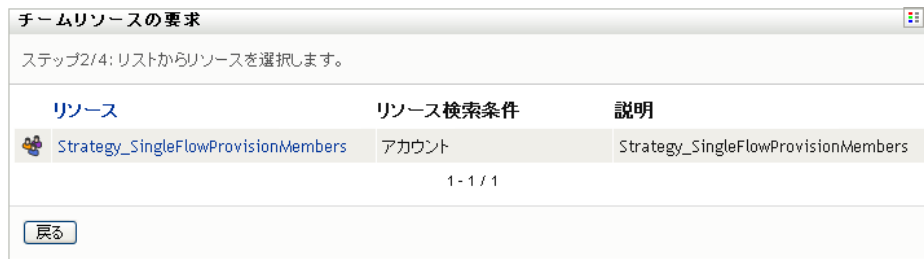 チームリソースの要求
ステップ2/4: リストからリソースを選択します。
リソース リソース検索条件 説明
Strategy_SingleFlowProvisionMembers アカウント Strategy_SingleFlowProvisionMembers
1 - 1 / 1
戻る